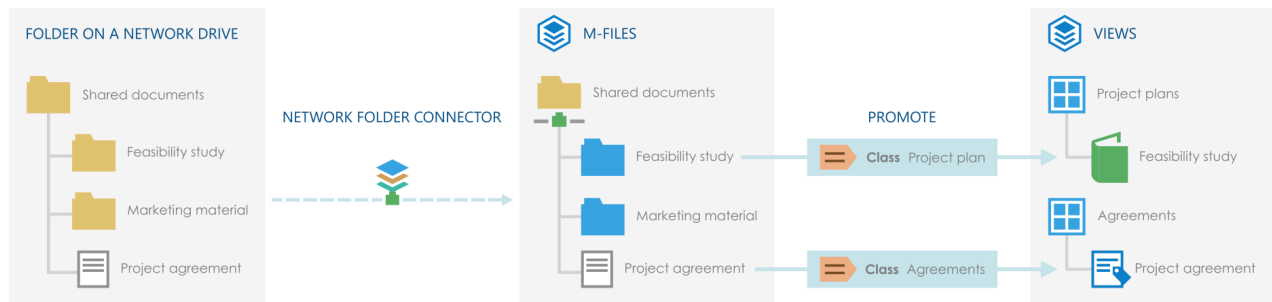 FOLDER ON A NETWORK DRIVE
Shared documents
Feasibility study
Marketing material
Project agreement
NETWORK FOLDER CONNECTOR
M-FILES
Shared documents
Feasibility study
Marketing material
Project agreement
PROMOTE
Class Project plan
Class Agreements
VIEWS
Project plans
Feasibility study
Agreements
Project agreement